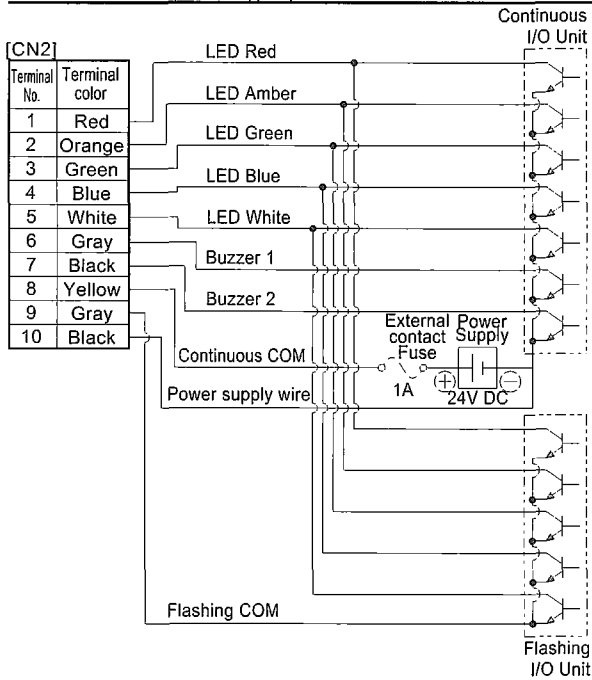 Continuous
I/O Unit
[CN2]
Terminal No. Terminal color
1 Red
2 Orange
3 Green
4 Blue
5 White
6 Gray
7 Black
8 Yellow
9 Gray
10 Black
LED Red
LED Amber
LED Green
LED Blue
LED White
Buzzer 1
Buzzer 2
External contact
Fuse
1A
Power Supply
+ −
24V DC
Continuous COM
Power supply wire
Flashing COM
Flashing
I/O Unit